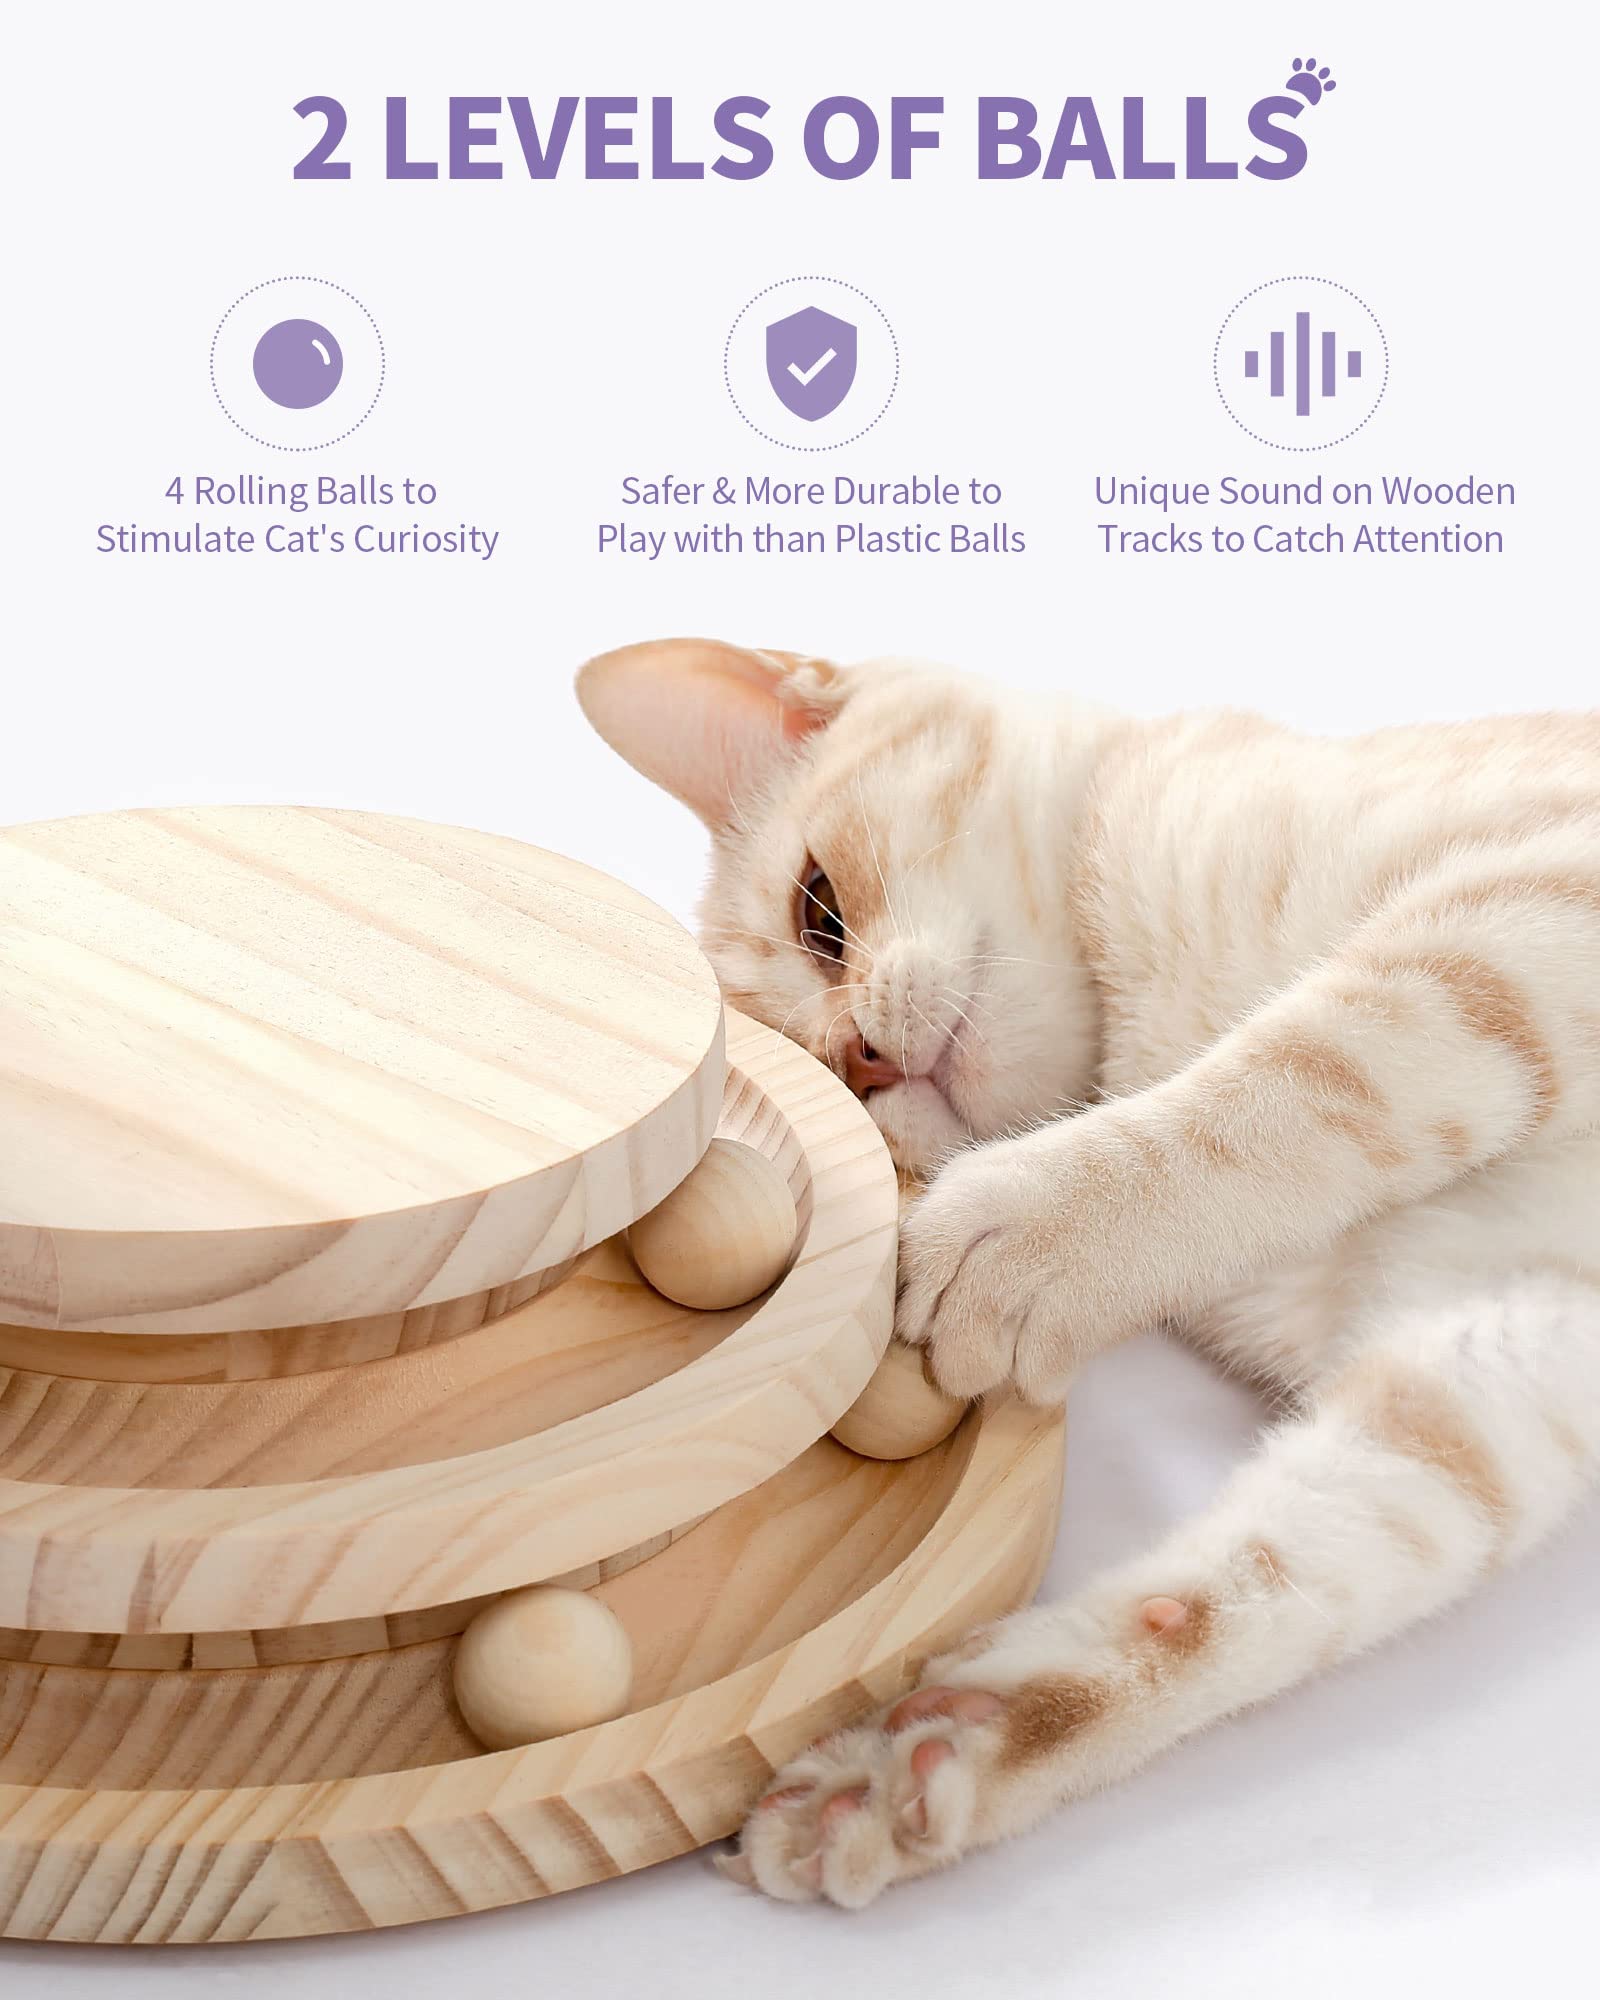 2 LEVELS OF BALLS
4 Rolling Balls to
Stimulate Cat's Curiosity
Safer & More Durable to
Play with than Plastic Balls
Unique Sound on Wooden
Tracks to Catch Attention